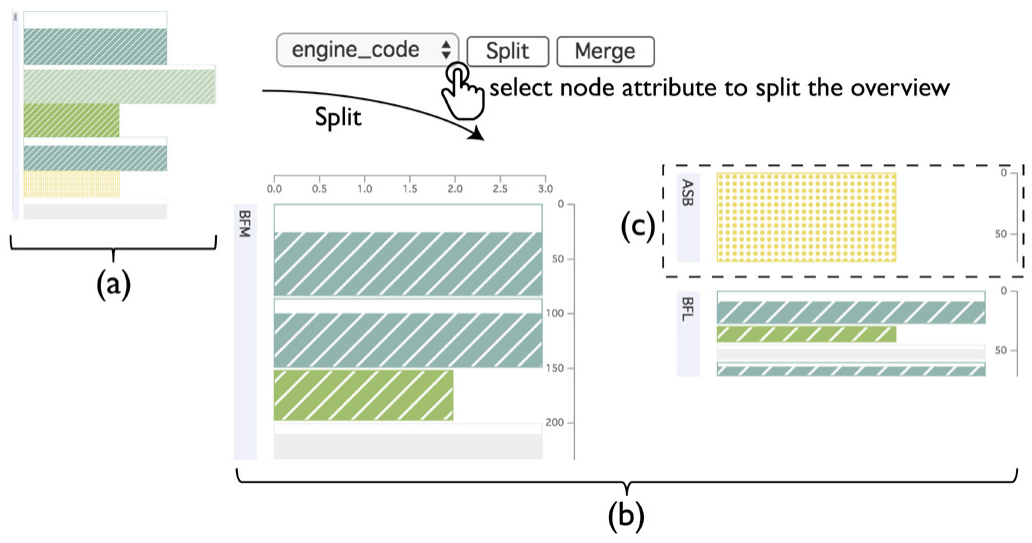 engine_code Split Merge
select node attribute to split the overview
Split
(a)
0.0 0.5 1.0 1.5 2.0 2.5 3.0
BFM
0
50
100
150
200
(c)
ASB
0
50
BFL
0
50
(b)